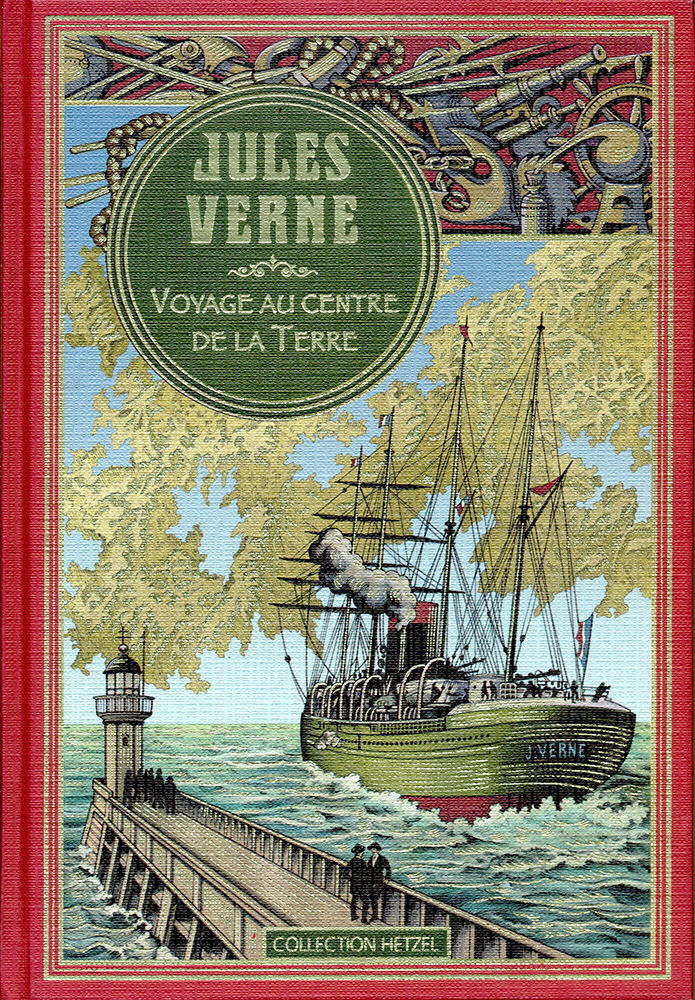 JULES
VERNE
VOYAGE AU CENTRE
DE LA TERRE
J. VERNE
COLLECTION HETZEL